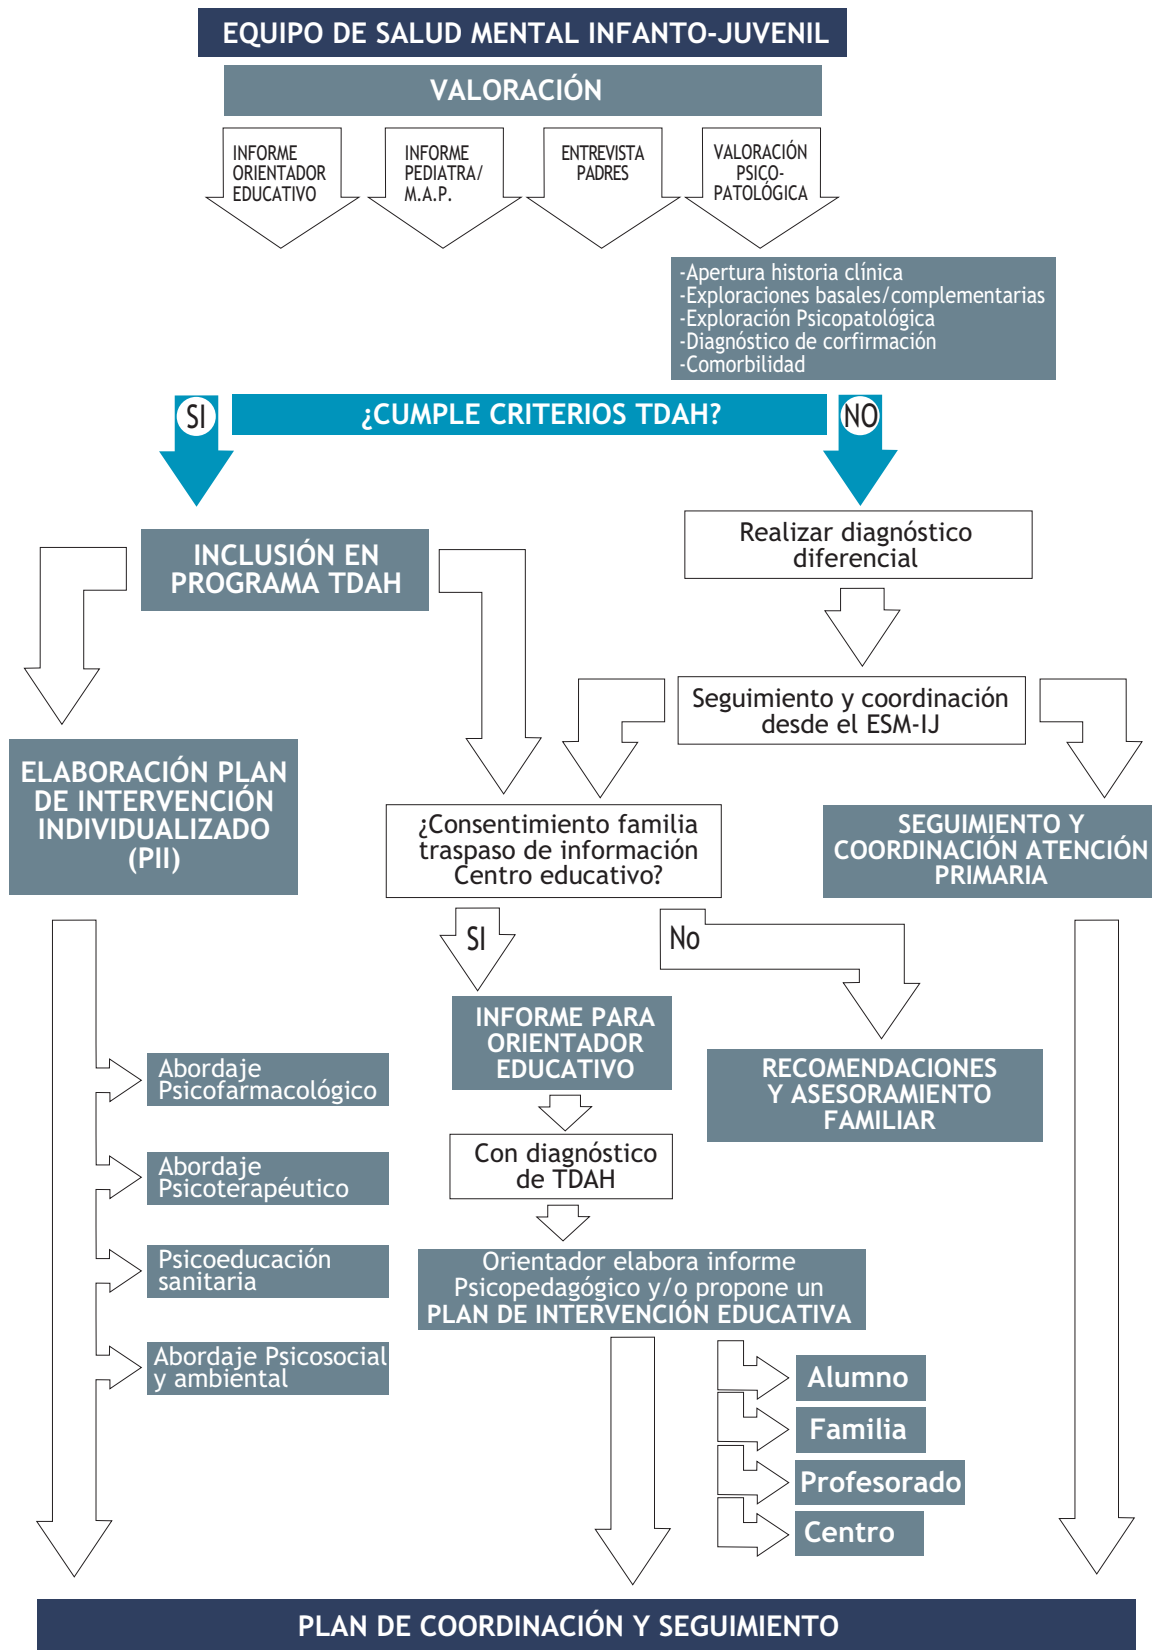 EQUIPO DE SALUD MENTAL INFANTO-JUVENIL
VALORACIÓN
INFORME
ORIENTADOR
EDUCATIVO
INFORME
PEDIATRA/
M.A.P.
ENTREVISTA
PADRES
VALORACIÓN
PSICO-
PATOLÓGICA
-Apertura historia clínica
-Exploraciones basales/complementarias
-Exploración Psicopatológica
-Diagnóstico de corfirmación
-Comorbilidad
SI
¿CUMPLE CRITERIOS TDAH?
NO
INCLUSIÓN EN
PROGRAMA TDAH
Realizar diagnóstico
diferencial
Seguimiento y coordinación
desde el ESM-IJ
ELABORACIÓN PLAN
DE INTERVENCIÓN
INDIVIDUALIZADO
(PII)
¿Consentimiento familia
traspaso de información
Centro educativo?
SEGUIMIENTO Y
COORDINACIÓN ATENCIÓN
PRIMARIA
SI
No
INFORME PARA
ORIENTADOR
EDUCATIVO
RECOMENDACIONES
Y ASESORAMIENTO
FAMILIAR
Abordaje
Psicofarmacológico
Con diagnóstico
de TDAH
Abordaje
Psicoterapéutico
Psicoeducación
sanitaria
Orientador elabora informe
Psicopedagógico y/o propone un
PLAN DE INTERVENCIÓN EDUCATIVA
Abordaje Psicosocial
y ambiental
Alumno
Familia
Profesorado
Centro
PLAN DE COORDINACIÓN Y SEGUIMIENTO